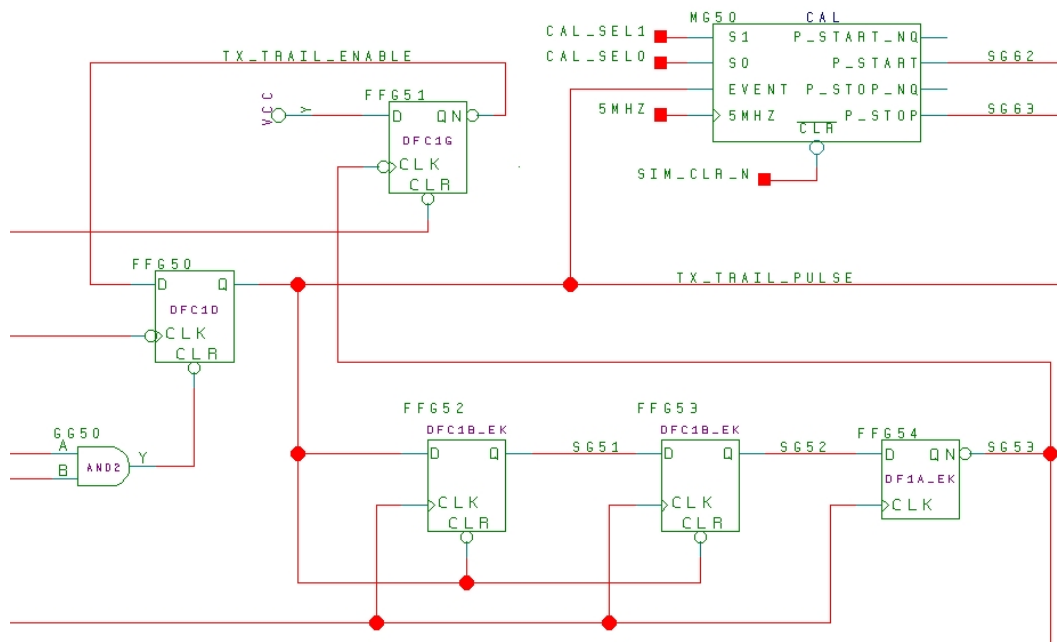 MG50 CAL
CAL_SEL1 S1 P_START_NQ
TX_TRAIL_ENABLE CAL_SEL0 S0 P_START SG62
FFG51 EVENT P_STOP_NQ
VCC Y D QN 5MHZ 5MHZ P_STOP SG63
DFC1G CLR
CLK
CLR SIM_CLR_N
FFG50
D Q TX_TRAIL_PULSE
DFC1D
CLK
CLR
FFG52 FFG53
GG50 DFC1B_EK DFC1B_EK FFG54
A D Q SG51 D Q SG52 D QN SG53
B AND2 Y DF1A_EK
CLK CLK CLK
CLR CLR